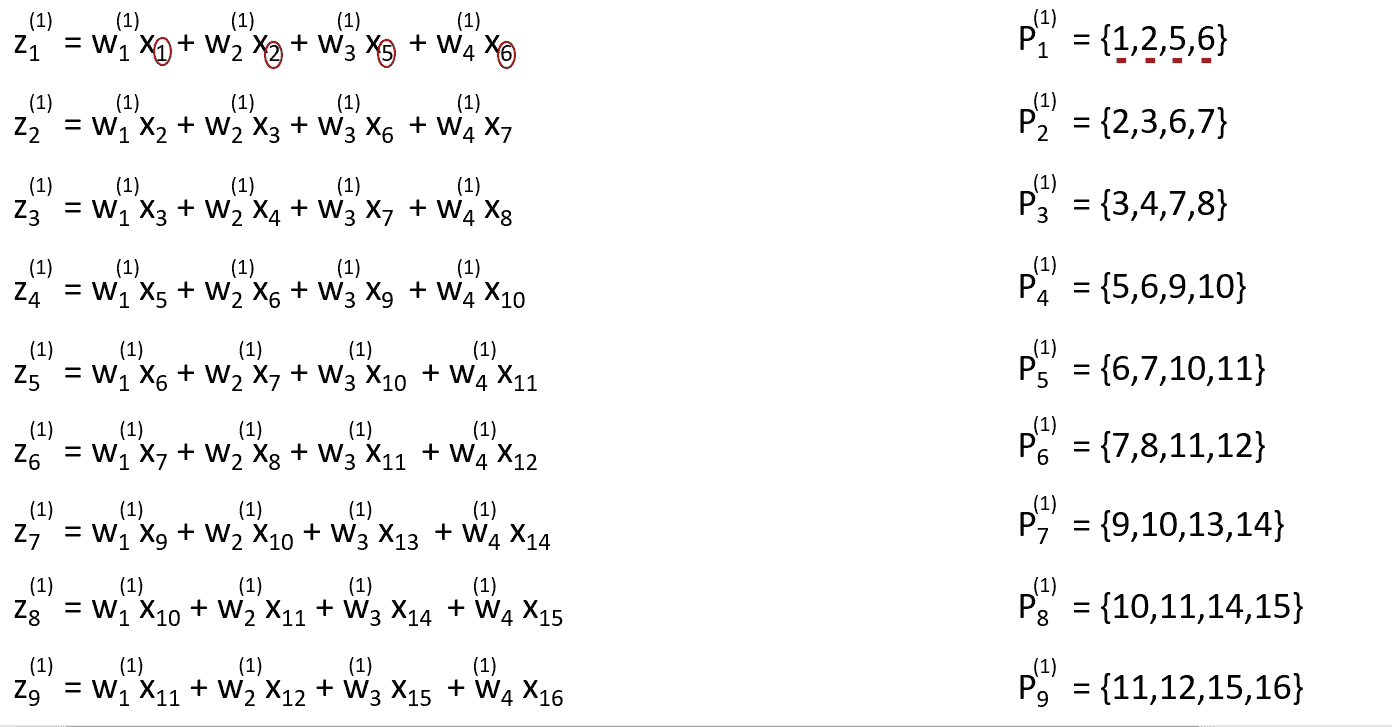 z₁⁽¹⁾ = w₁⁽¹⁾x₁ + w₂⁽¹⁾x₂ + w₃⁽¹⁾x₅ + w₄⁽¹⁾x₆ P₁⁽¹⁾ = {1,2,5,6}
z₂⁽¹⁾ = w₁⁽¹⁾x₂ + w₂⁽¹⁾x₃ + w₃⁽¹⁾x₆ + w₄⁽¹⁾x₇ P₂⁽¹⁾ = {2,3,6,7}
z₃⁽¹⁾ = w₁⁽¹⁾x₃ + w₂⁽¹⁾x₄ + w₃⁽¹⁾x₇ + w₄⁽¹⁾x₈ P₃⁽¹⁾ = {3,4,7,8}
z₄⁽¹⁾ = w₁⁽¹⁾x₅ + w₂⁽¹⁾x₆ + w₃⁽¹⁾x₉ + w₄⁽¹⁾x₁₀ P₄⁽¹⁾ = {5,6,9,10}
z₅⁽¹⁾ = w₁⁽¹⁾x₆ + w₂⁽¹⁾x₇ + w₃⁽¹⁾x₁₀ + w₄⁽¹⁾x₁₁ P₅⁽¹⁾ = {6,7,10,11}
z₆⁽¹⁾ = w₁⁽¹⁾x₇ + w₂⁽¹⁾x₈ + w₃⁽¹⁾x₁₁ + w₄⁽¹⁾x₁₂ P₆⁽¹⁾ = {7,8,11,12}
z₇⁽¹⁾ = w₁⁽¹⁾x₉ + w₂⁽¹⁾x₁₀ + w₃⁽¹⁾x₁₃ + w₄⁽¹⁾x₁₄ P₇⁽¹⁾ = {9,10,13,14}
z₈⁽¹⁾ = w₁⁽¹⁾x₁₀ + w₂⁽¹⁾x₁₁ + w₃⁽¹⁾x₁₄ + w₄⁽¹⁾x₁₅ P₈⁽¹⁾ = {10,11,14,15}
z₉⁽¹⁾ = w₁⁽¹⁾x₁₁ + w₂⁽¹⁾x₁₂ + w₃⁽¹⁾x₁₅ + w₄⁽¹⁾x₁₆ P₉⁽¹⁾ = {11,12,15,16}